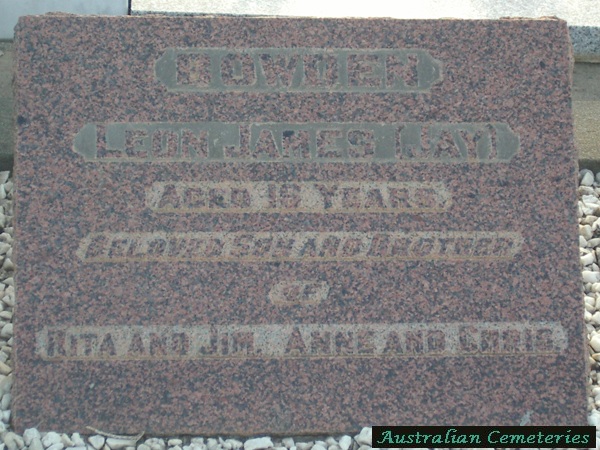 BOWDEN
LEON JAMES (JAY)
AGED 16 YEARS.
BELOVED SON AND BROTHER
OF
RITA AND JIM. ANNE AND CHRIS.
Australian Cemeteries